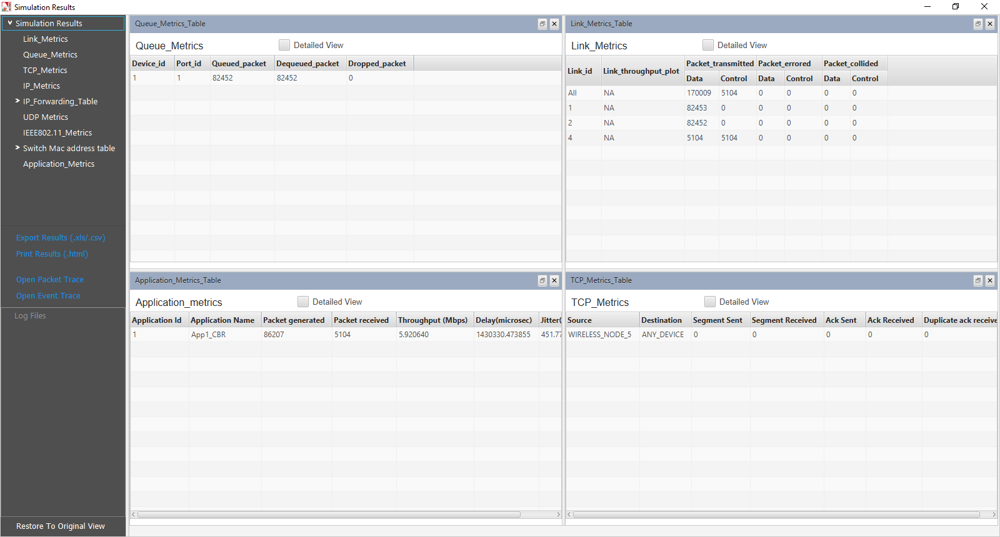 Simulation Results
Simulation Results
Link_Metrics
Queue_Metrics
TCP_Metrics
IP_Metrics
IP_Forwarding_Table
UDP Metrics
IEEE802.11_Metrics
Switch Mac address table
Application_Metrics
Export Results (.xls/.csv)
Print Results (.html)
Open Packet Trace
Open Event Trace
Log Files
Restore To Original View
Queue_Metrics_Table
Queue_Metrics Detailed View
Device_id Port_id Queued_packet Dequeued_packet Dropped_packet
1 1 82452 82452 0
Link_Metrics_Table
Link_Metrics Detailed View
Link_id Link_throughput_plot Packet_transmitted Packet_errored Packet_collided
Data Control Data Control Data Control
All NA 170009 5104 0 0 0 0
1 NA 82453 0 0 0 0 0
2 NA 82452 0 0 0 0 0
4 NA 5104 5104 0 0 0 0
Application_Metrics_Table
Application_metrics Detailed View
Application Id Application Name Packet generated Packet received Throughput (Mbps) Delay(microsec) Jitter(
1 App1_CBR 86207 5104 5.920640 1430330.473855 451.77
TCP_Metrics_Table
TCP_Metrics Detailed View
Source Destination Segment Sent Segment Received Ack Sent Ack Received Duplicate ack receive
WIRELESS_NODE_5 ANY_DEVICE 0 0 0 0 0